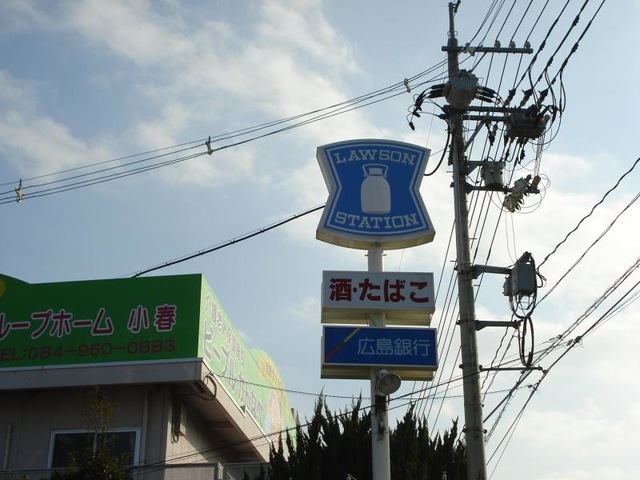 LAWSON
STATION
酒・たばこ
広島銀行
ループホーム 小春
TEL:084-960-0883